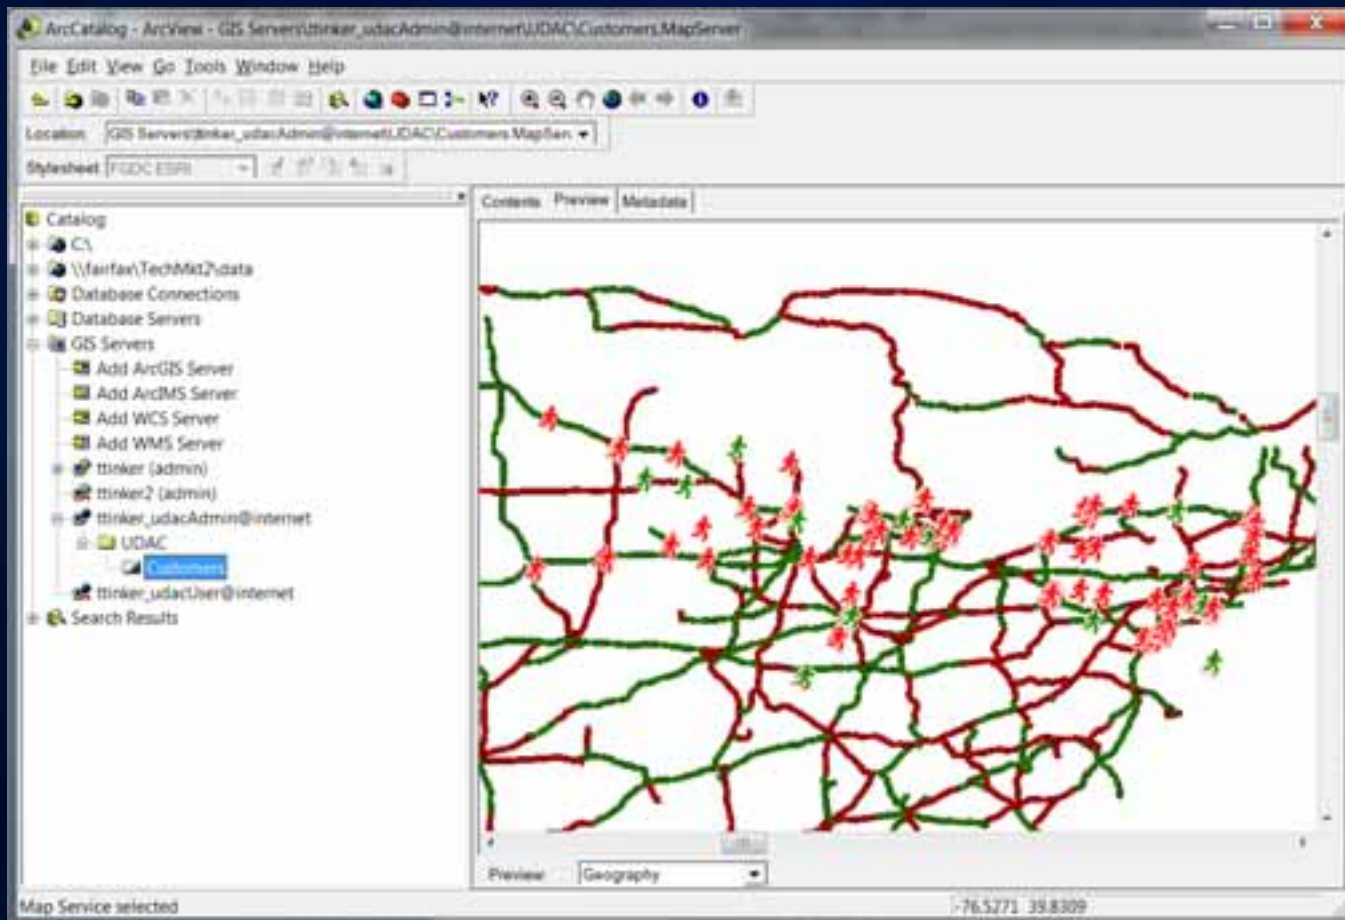 ArcCatalog - ArcView - GIS Servers\ttinker_udacAdmin@internet\UDAC\Customers.MapServer
File Edit View Go Tools Window Help
Location: GIS Servers\ttinker_udacAdmin@internet\UDAC\Customers.MapSen
Stylesheet: FGDC ESRI
Contents Preview Metadata
Catalog
C:\
\\fairfax\TechMkt2\data
Database Connections
Database Servers
GIS Servers
Add ArcGIS Server
Add ArcIMS Server
Add WCS Server
Add WMS Server
ttinker (admin)
ttinker2 (admin)
ttinker_udacAdmin@internet
UDAC
Customers
ttinker_udacUser@internet
Search Results
Preview: Geography
Map Service selected
-76.5271 39.8309